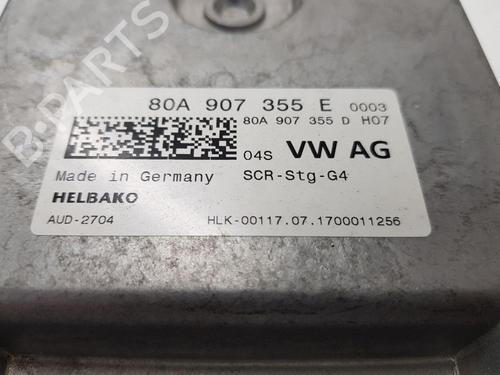 80A 907 355 E 0003
80A 907 355 D H07
04S VW AG
Made in Germany SCR-Stg-G4
HELBAKO
AUD-2704 HLK-00117.07.1700011256
B-PARTS